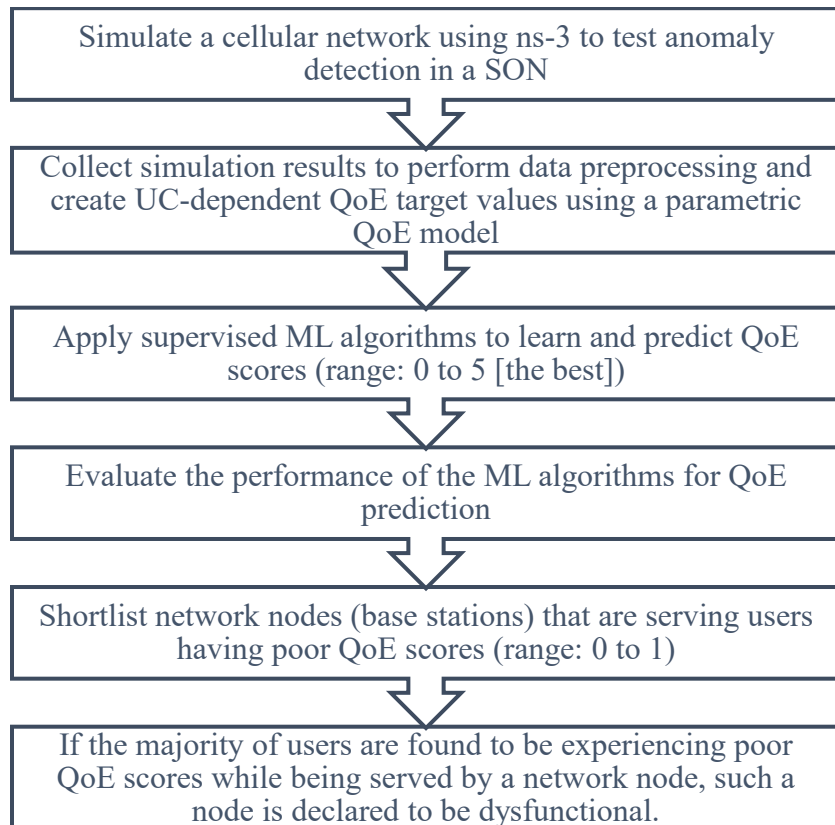 Simulate a cellular network using ns-3 to test anomaly
detection in a SON
Collect simulation results to perform data preprocessing and
create UC-dependent QoE target values using a parametric
QoE model
Apply supervised ML algorithms to learn and predict QoE
scores (range: 0 to 5 [the best])
Evaluate the performance of the ML algorithms for QoE
prediction
Shortlist network nodes (base stations) that are serving users
having poor QoE scores (range: 0 to 1)
If the majority of users are found to be experiencing poor
QoE scores while being served by a network node, such a
node is declared to be dysfunctional.